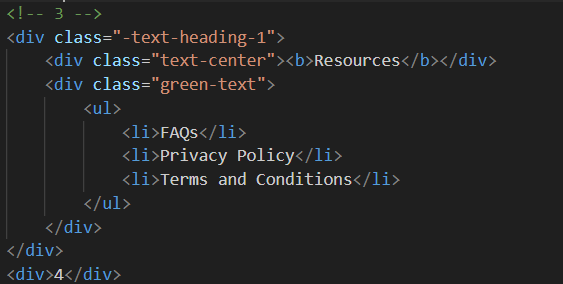 <!-- 3 -->
<div class="-text-heading-1">
    <div class="text-center"><b>Resources</b></div>
    <div class="green-text">
        <ul>
            <li>FAQs</li>
            <li>Privacy Policy</li>
            <li>Terms and Conditions</li>
        </ul>
    </div>
</div>
<div>4</div>